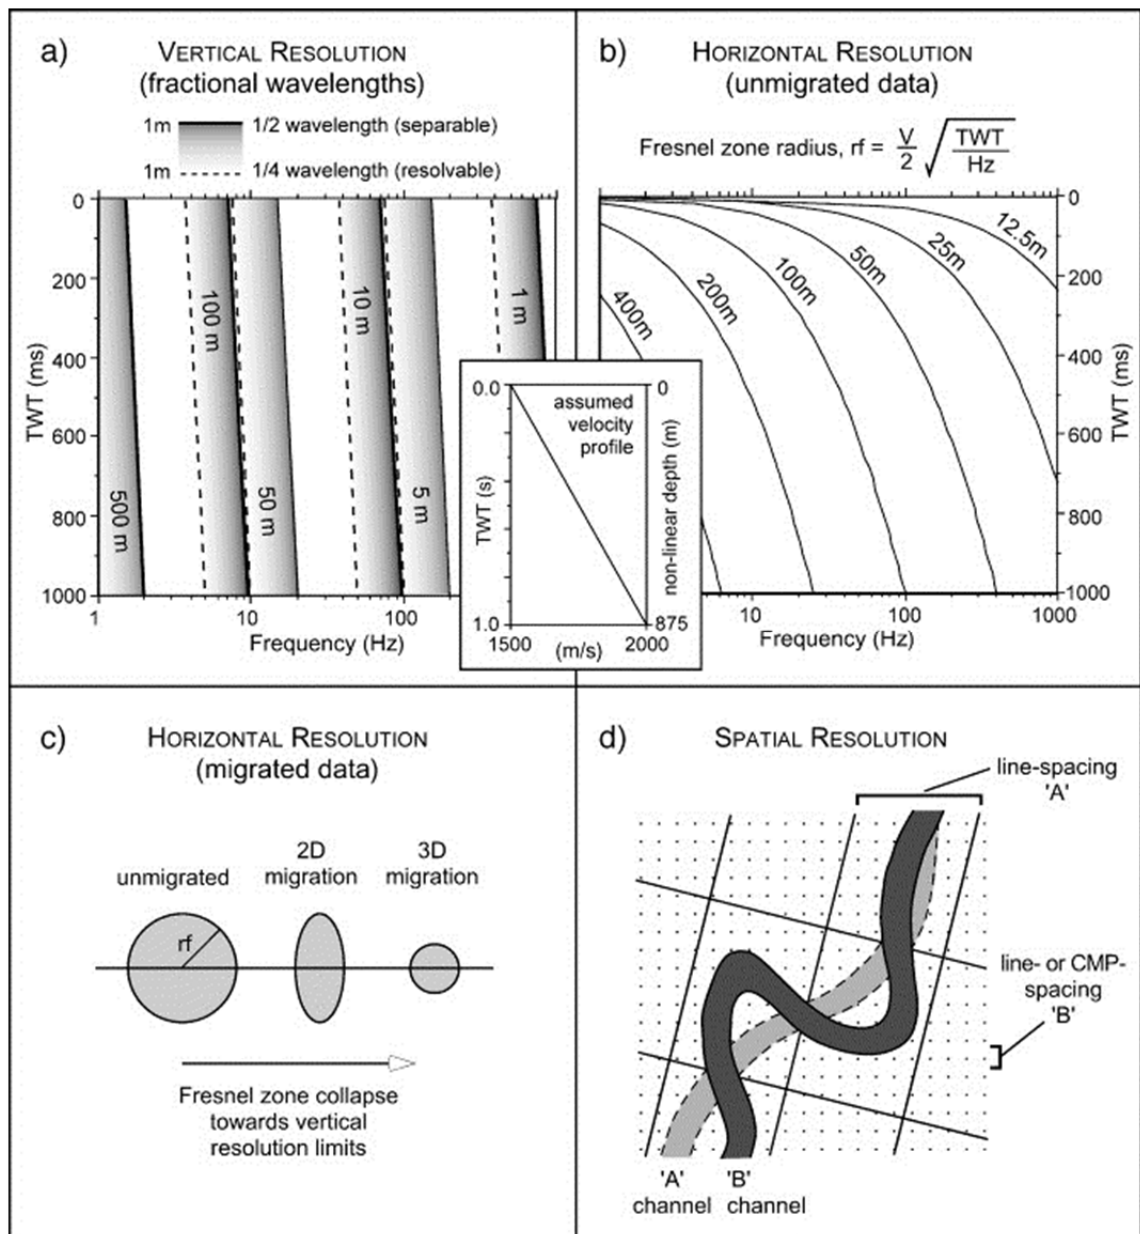 a)
VERTICAL RESOLUTION
(fractional wavelengths)
1m 1/2 wavelength (separable)
1m 1/4 wavelength (resolvable)
0
200
400
600
800
1000
TWT (ms)
500 m
100 m
50 m
10 m
5 m
1 m
1 10 100
Frequency (Hz)
b)
HORIZONTAL RESOLUTION
(unmigrated data)
Fresnel zone radius, rf = V/2 √TWT/Hz
400m
200m
100m
50m
25m
12.5m
0
200
400
600
800
1000
TWT (ms)
10 100 1000
Frequency (Hz)
0.0 0
assumed
velocity
profile
TWT (s)
non-linear depth (m)
1.0 875
1500 2000
(m/s)
c)
HORIZONTAL RESOLUTION
(migrated data)
unmigrated
2D
migration
3D
migration
rf
Fresnel zone collapse
towards vertical
resolution limits
d)
SPATIAL RESOLUTION
line-spacing
'A'
line- or CMP-
spacing
'B'
'A' 'B'
channel channel